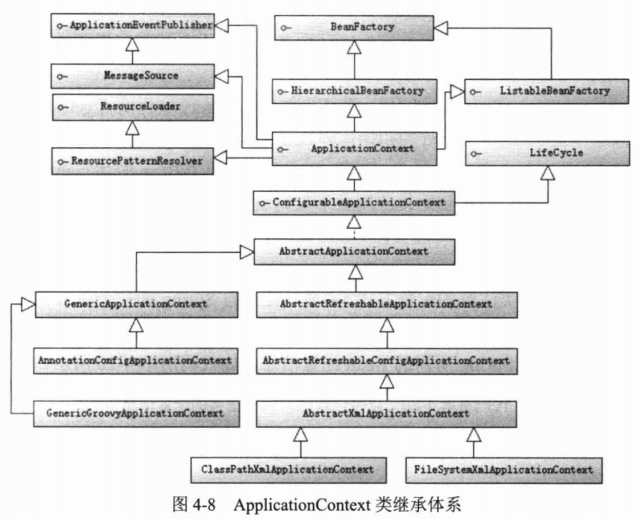 ApplicationEventPublisher
BeanFactory
MessageSource
HierarchicalBeanFactory
ListableBeanFactory
ResourceLoader
ApplicationContext
LifeCycle
ResourcePatternResolver
ConfigurableApplicationContext
AbstractApplicationContext
GenericApplicationContext
AbstractRefreshableApplicationContext
AnnotationConfigApplicationContext
AbstractRefreshableConfigApplicationContext
GenericGroovyApplicationContext
AbstractXmlApplicationContext
ClassPathXmlApplicationContext
FileSystemXmlApplicationContext
图 4-8 ApplicationContext 类继承体系